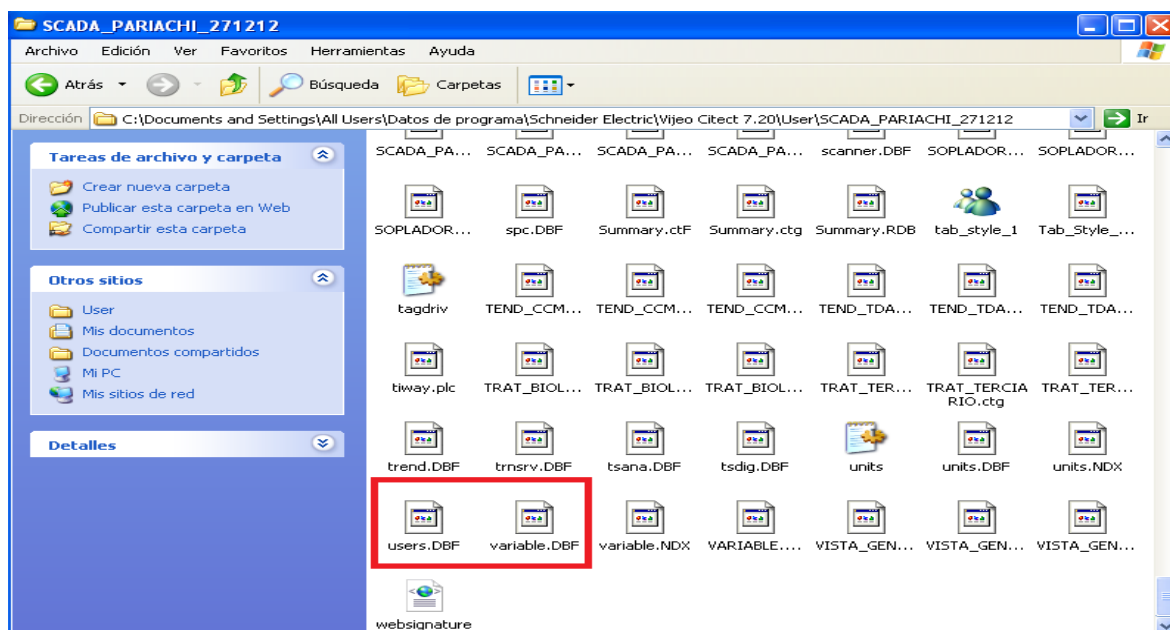 SCADA_PARIACHI_271212
Archivo Edición Ver Favoritos Herramientas Ayuda
Atrás Búsqueda Carpetas
Dirección C:\Documents and Settings\All Users\Datos de programa\Schneider Electric\Vijeo Citect 7.20\User\SCADA_PARIACHI_271212 Ir
Tareas de archivo y carpeta
Crear nueva carpeta
Publicar esta carpeta en Web
Compartir esta carpeta
Otros sitios
User
Mis documentos
Documentos compartidos
Mi PC
Mis sitios de red
Detalles
SCADA_PA... SCADA_PA... SCADA_PA... SCADA_PA... scanner.DBF SOPLADOR... SOPLADOR...
SOPLADOR... spc.DBF Summary.ctF Summary.ctg Summary.RDB tab_style_1 Tab_Style_...
tagdriv TEND_CCM... TEND_CCM... TEND_CCM... TEND_TDA... TEND_TDA... TEND_TDA...
tiway.plc TRAT_BIOL... TRAT_BIOL... TRAT_BIOL... TRAT_TER... TRAT_TERCIA TRAT_TER...
RIO.ctg
trend.DBF trnsrv.DBF tsana.DBF tsdig.DBF units units.DBF units.NDX
users.DBF variable.DBF variable.NDX VARIABLE.... VISTA_GEN... VISTA_GEN... VISTA_GEN...
websignature